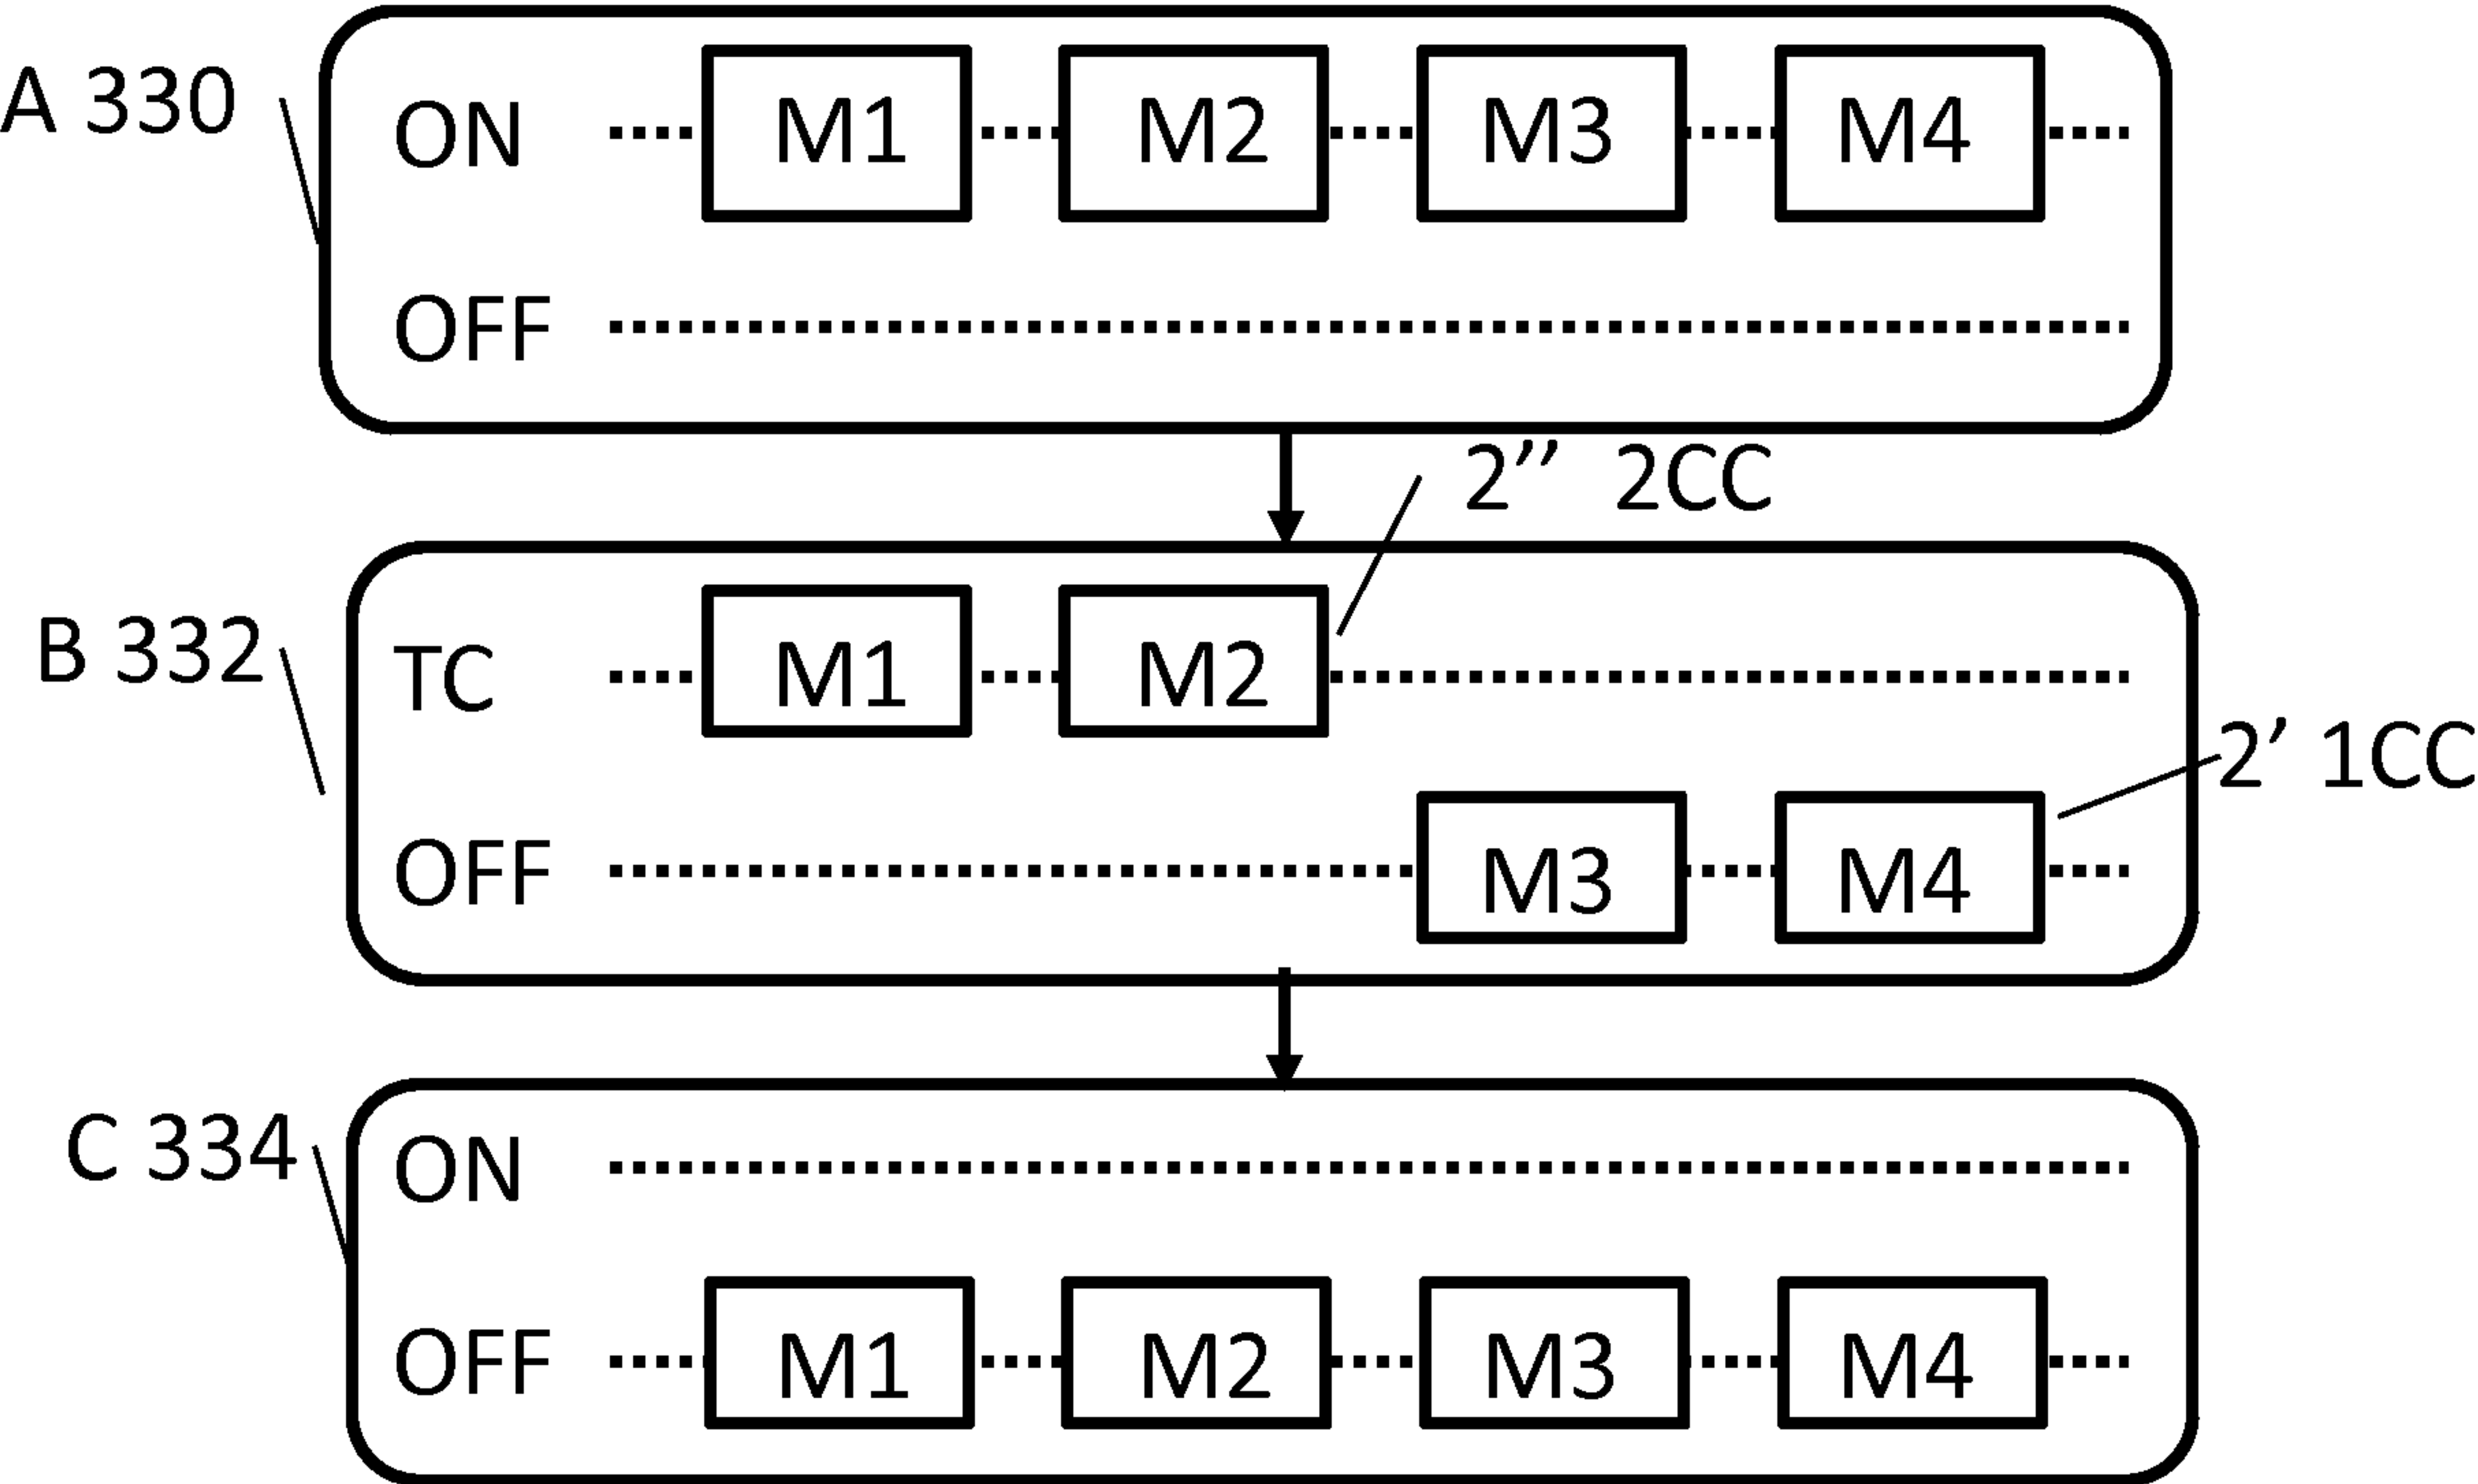 A 330
ON M1 M2 M3 M4
OFF
2’’ 2CC
B 332
TC M1 M2
2’ 1CC
OFF M3 M4
C 334
ON
OFF M1 M2 M3 M4